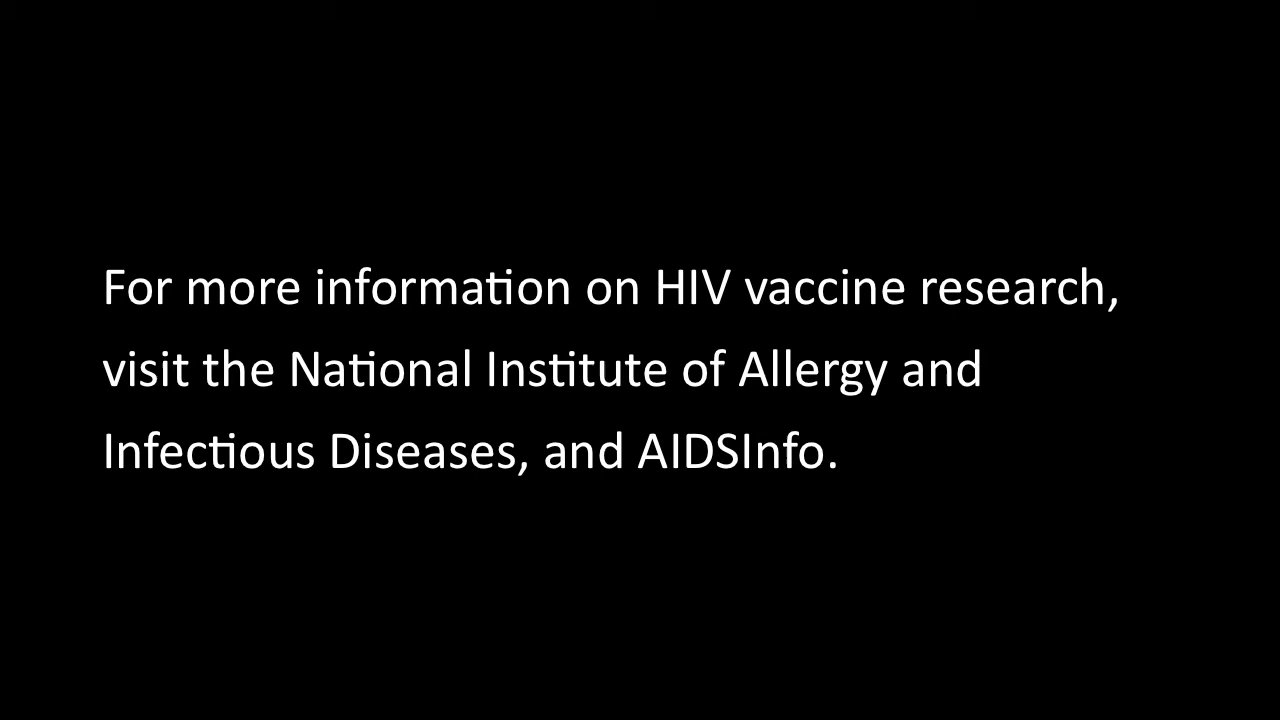 For more information on HIV vaccine research,
visit the National Institute of Allergy and
Infectious Diseases, and AIDSInfo.